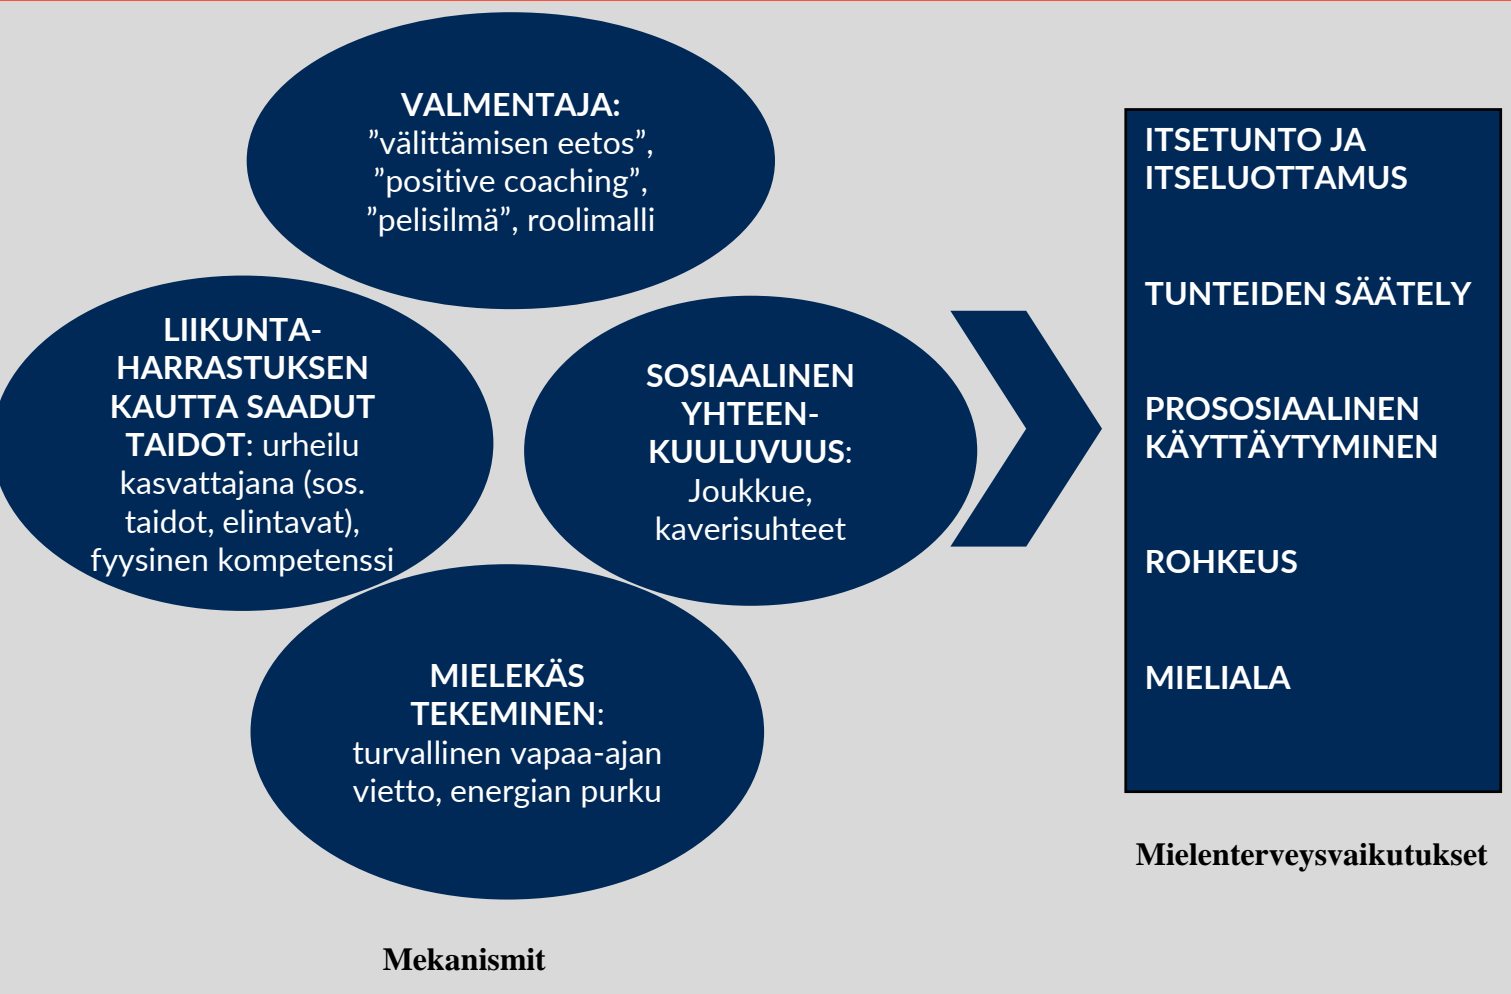 VALMENTAJA:
”välittämisen eetos”,
”positive coaching”,
”pelisilmä”, roolimalli
LIIKUNTA-
HARRASTUKSEN
KAUTTA SAADUT
TAIDOT: urheilu
kasvattajana (sos.
taidot, elintavat),
fyysinen kompetenssi
SOSIAALINEN
YHTEEN-
KUULUVUUS:
Joukkue,
kaverisuhteet
MIELEKÄS
TEKEMINEN:
turvallinen vapaa-ajan
vietto, energian purku
Mekanismit
ITSETUNTO JA
ITSELUOTTAMUS
TUNTEIDEN SÄÄTELY
PROSOSIAALINEN
KÄYTTÄYTYMINEN
ROHKEUS
MIELIALA
Mielenterveysvaikutukset